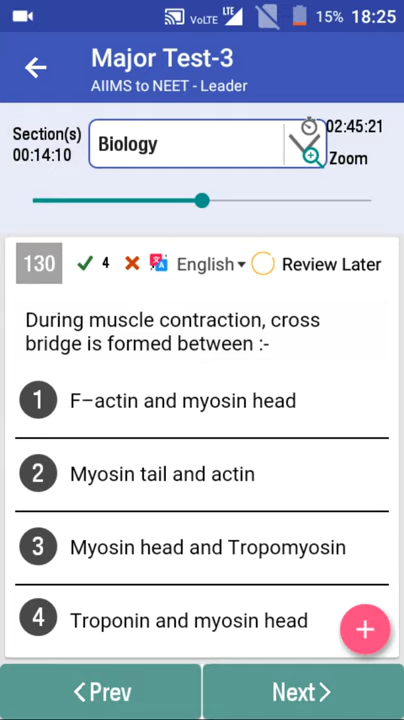 VoLTE LTE 15% 18:25
Major Test-3
AIIMS to NEET - Leader
Section(s)
00:14:10
Biology
02:45:21
Zoom
130 4 English Review Later
During muscle contraction, cross
bridge is formed between :-
1 F–actin and myosin head
2 Myosin tail and actin
3 Myosin head and Tropomyosin
4 Troponin and myosin head
+
<Prev Next>